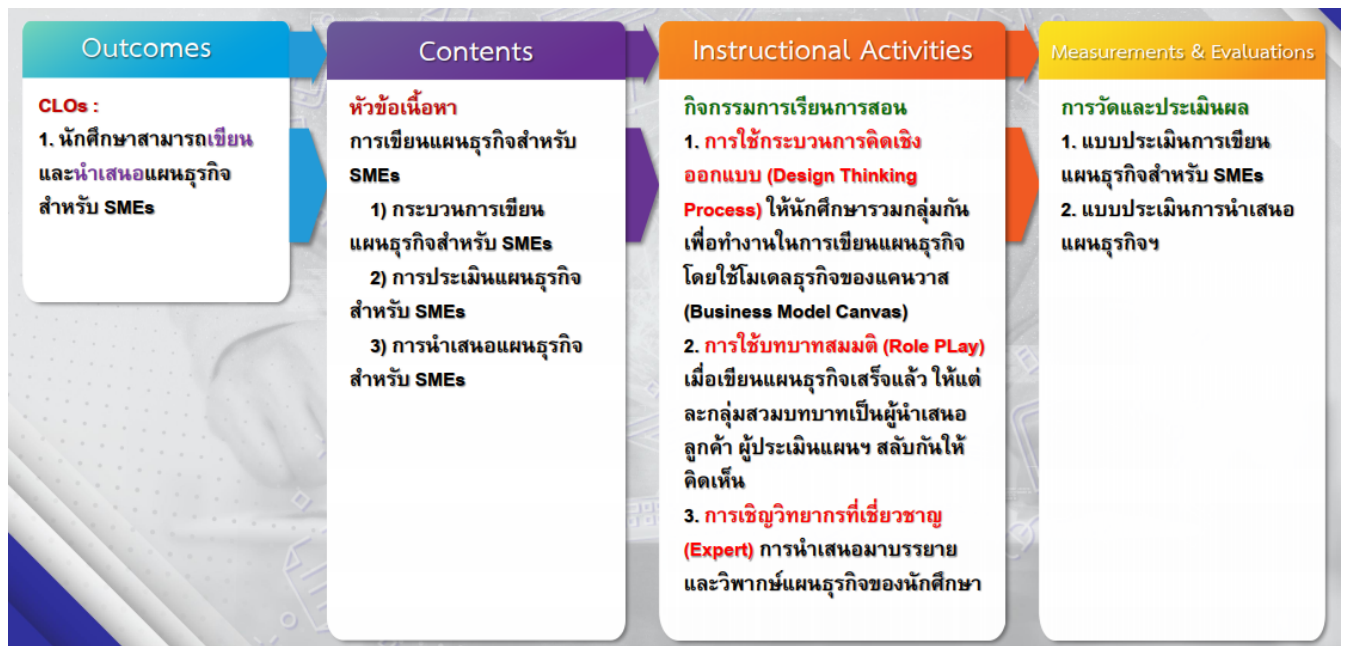 Outcomes
CLOs :
1. นักศึกษาสามารถเขียน
และนำเสนอแผนธุรกิจ
สำหรับ SMEs
Contents
หัวข้อเนื้อหา
การเขียนแผนธุรกิจสำหรับ
SMEs
1) กระบวนการเขียน
แผนธุรกิจสำหรับ SMEs
2) การประเมินแผนธุรกิจ
สำหรับ SMEs
3) การนำเสนอแผนธุรกิจ
สำหรับ SMEs
Instructional Activities
กิจกรรมการเรียนการสอน
1. การใช้กระบวนการคิดเชิง
ออกแบบ (Design Thinking
Process) ให้นักศึกษารวมกลุ่มกัน
เพื่อทำงานในการเขียนแผนธุรกิจ
โดยใช้โมเดลธุรกิจของแคนวาส
(Business Model Canvas)
2. การใช้บทบาทสมมติ (Role PLay)
เมื่อเขียนแผนธุรกิจเสร็จแล้ว ให้แต่
ละกลุ่มสวมบทบาทเป็นผู้นำเสนอ
ลูกค้า ผู้ประเมินแผนฯ สลับกันให้
คิดเห็น
3. การเชิญวิทยากรที่เชี่ยวชาญ
(Expert) การนำเสนอมาบรรยาย
และวิพากษ์แผนธุรกิจของนักศึกษา
Measurements & Evaluations
การวัดและประเมินผล
1. แบบประเมินการเขียน
แผนธุรกิจสำหรับ SMEs
2. แบบประเมินการนำเสนอ
แผนธุรกิจฯ